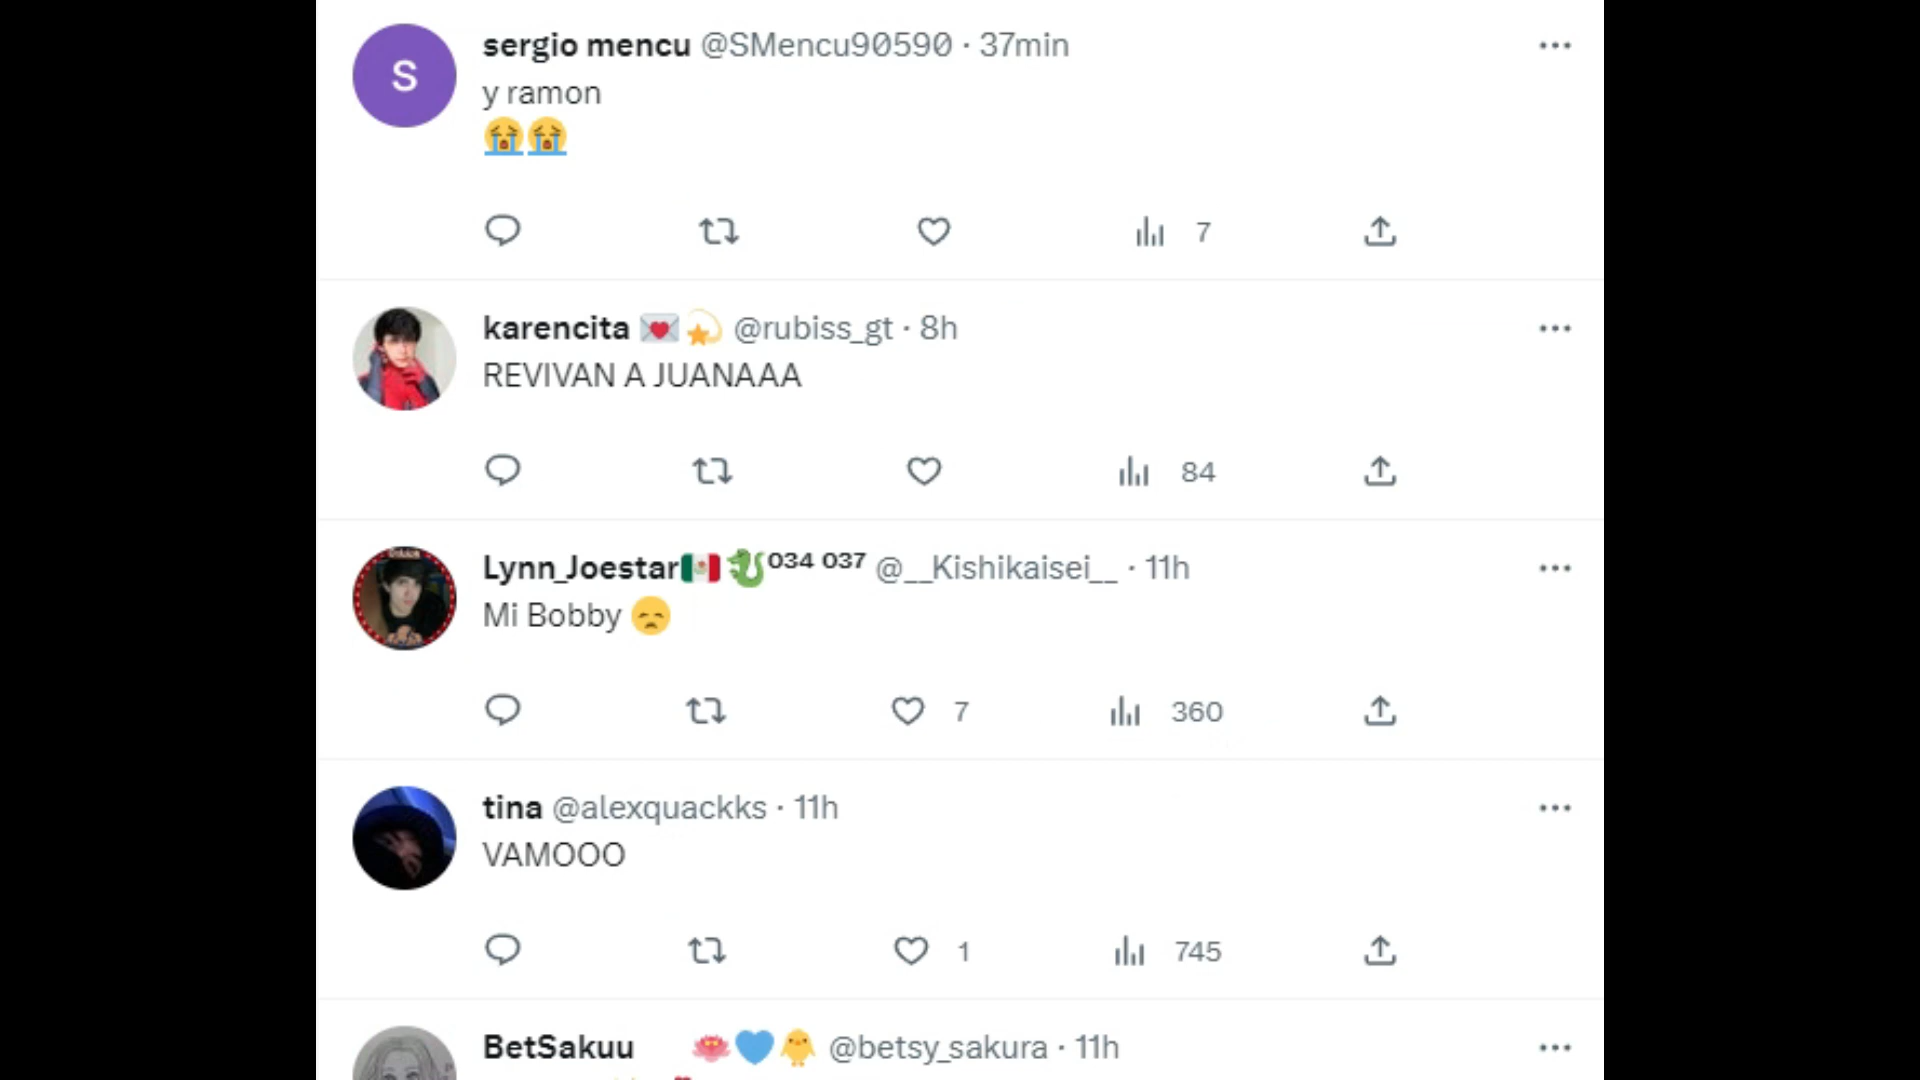 S
sergio mencu @SMencu90590 · 37min
y ramon
😭😭
7
karencita 💌💫 @rubiss_gt · 8h
REVIVAN A JUANAAA
84
Lynn_Joestar🇲🇽🐉⁰³⁴ ⁰³⁷ @__Kishikaisei__ · 11h
Mi Bobby 😞
7 360
tina @alexquackks · 11h
VAMOOO
1 745
BetSakuu 🪷🩵🐥 @betsy_sakura · 11h